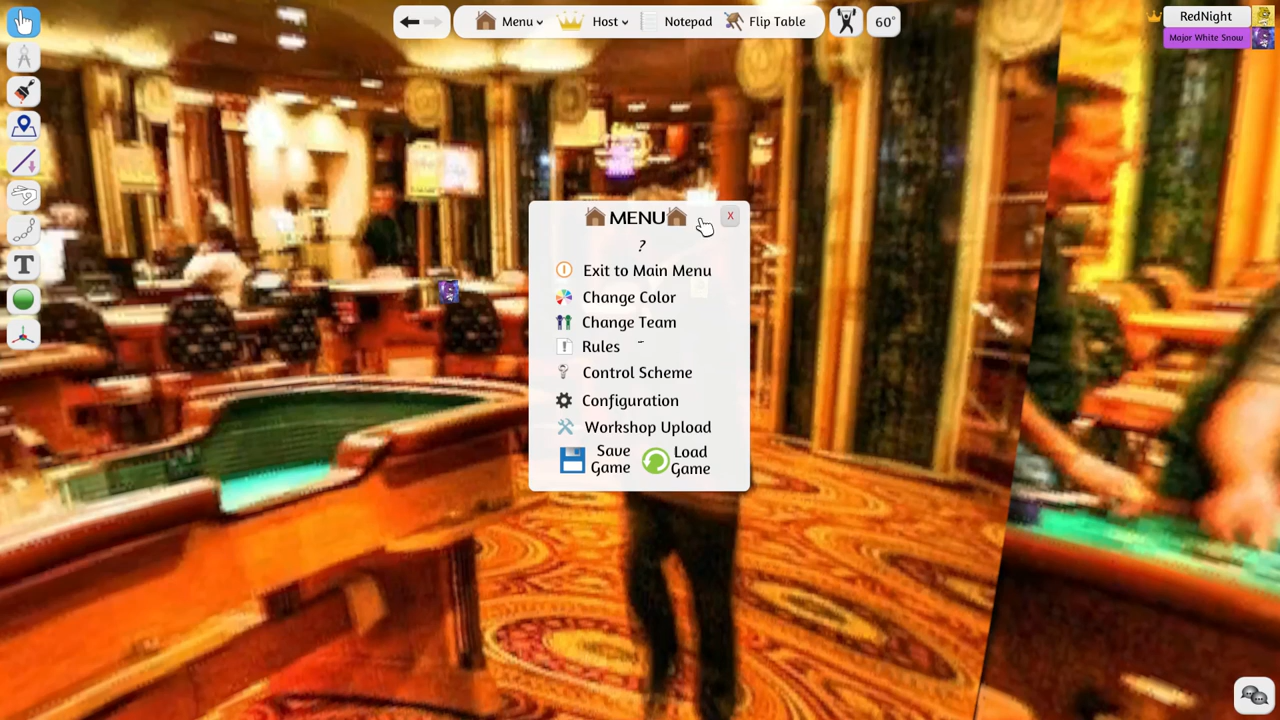 Menu Host Notepad Flip Table 60°
RedNight
Major White Snow
T
MENU X
?
Exit to Main Menu
Change Color
Change Team
! Rules
Control Scheme
Configuration
Workshop Upload
Save Game
Load Game